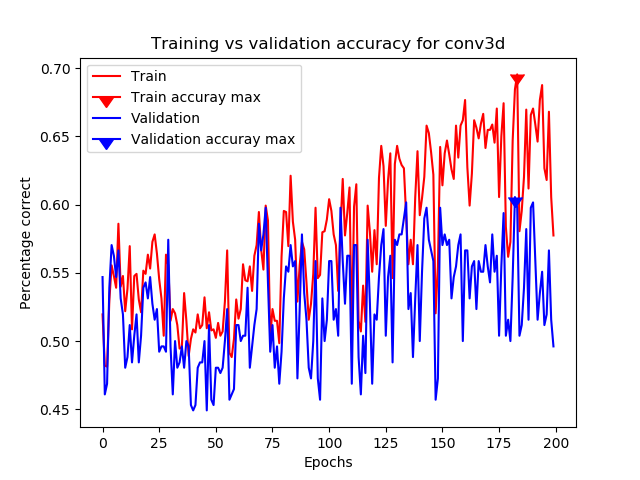 Training vs validation accuracy for conv3d
Train
Train accuray max
Validation
Validation accuray max
Percentage correct
0.70
0.65
0.60
0.55
0.50
0.45
0 25 50 75 100 125 150 175 200
Epochs